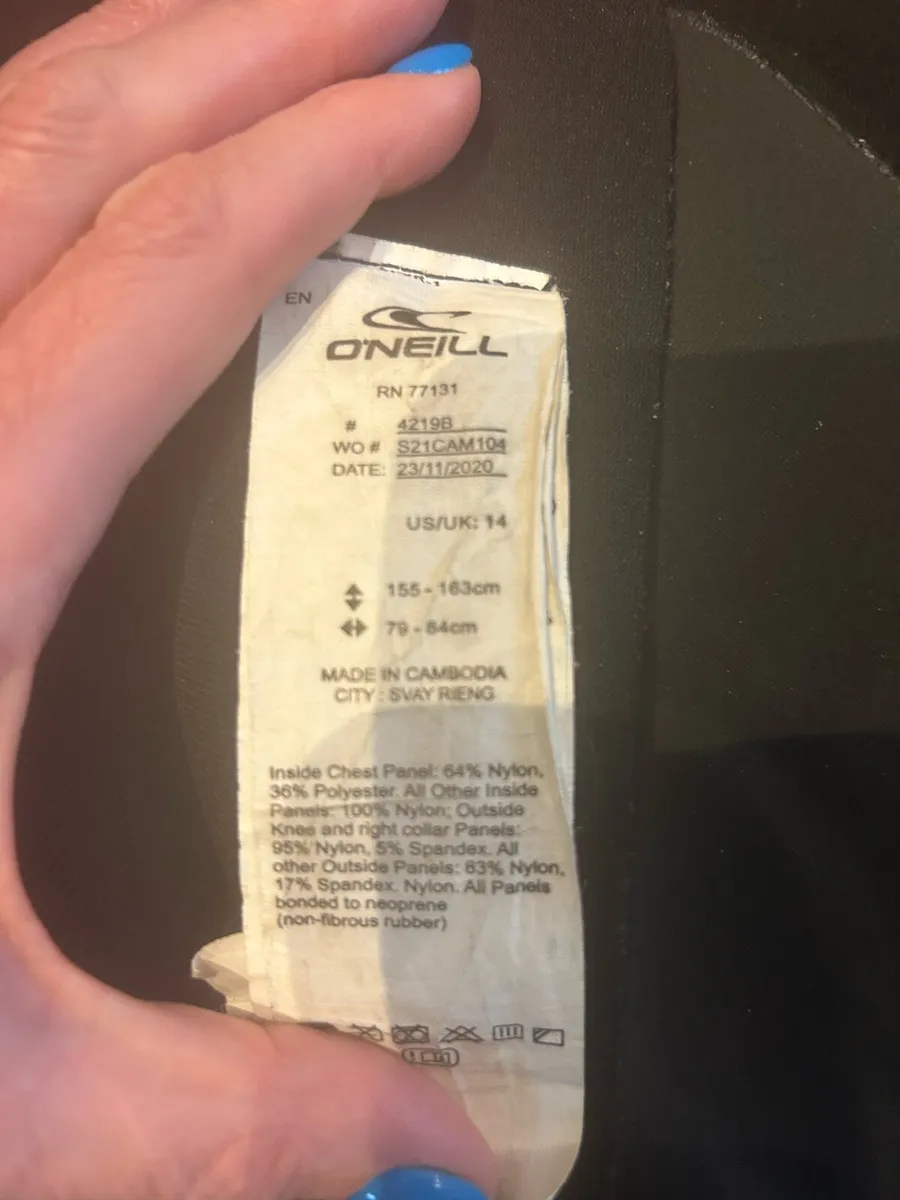 EN
O'NEILL
RN 77131
# 4219B
WO # S21CAM104
DATE: 23/11/2020
US/UK: 14
155 - 163cm
79 - 84cm
MADE IN CAMBODIA
CITY : SVAY RIENG
Inside Chest Panel: 64% Nylon,
36% Polyester. All Other Inside
Panels: 100% Nylon; Outside
Knee and right collar Panels:
95% Nylon, 5% Spandex. All
other Outside Panels: 83% Nylon,
17% Spandex. Nylon. All Panels
bonded to neoprene
(non-fibrous rubber)